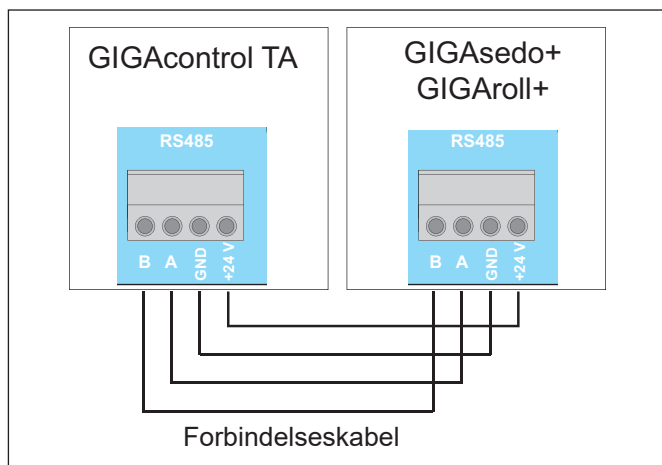 GIGAcontrol TA
RS485
B A GND +24 V
GIGAsedo+
GIGAroll+
RS485
B A GND +24 V
Forbindelseskabel